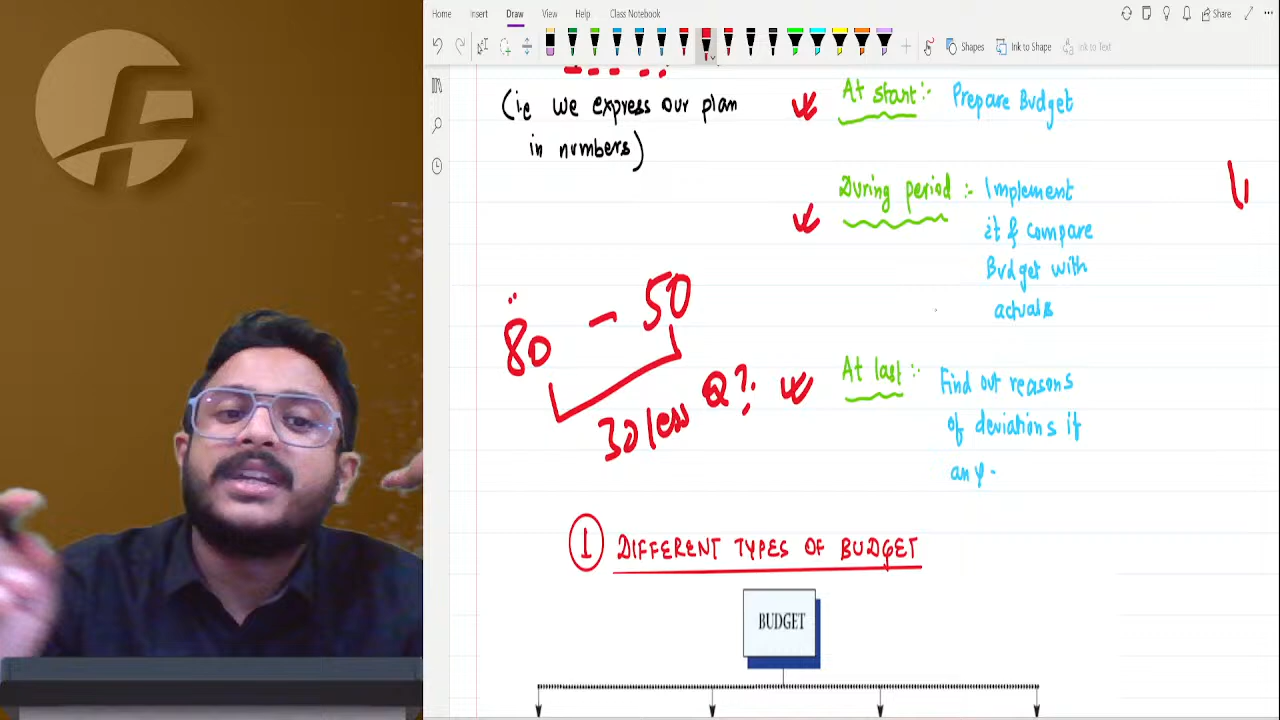 Home Insert Draw View Help Class Notebook
Share
Shapes Ink to Shape Ink to Text
(ie we express our plan
in numbers)
At start :- Prepare Budget
During period :- Implement
it & compare
Budget with
actuals
80 - 50
30 less Q?
At last :- Find out reasons
of deviations if
any.
1 DIFFERENT TYPES OF BUDGET
BUDGET